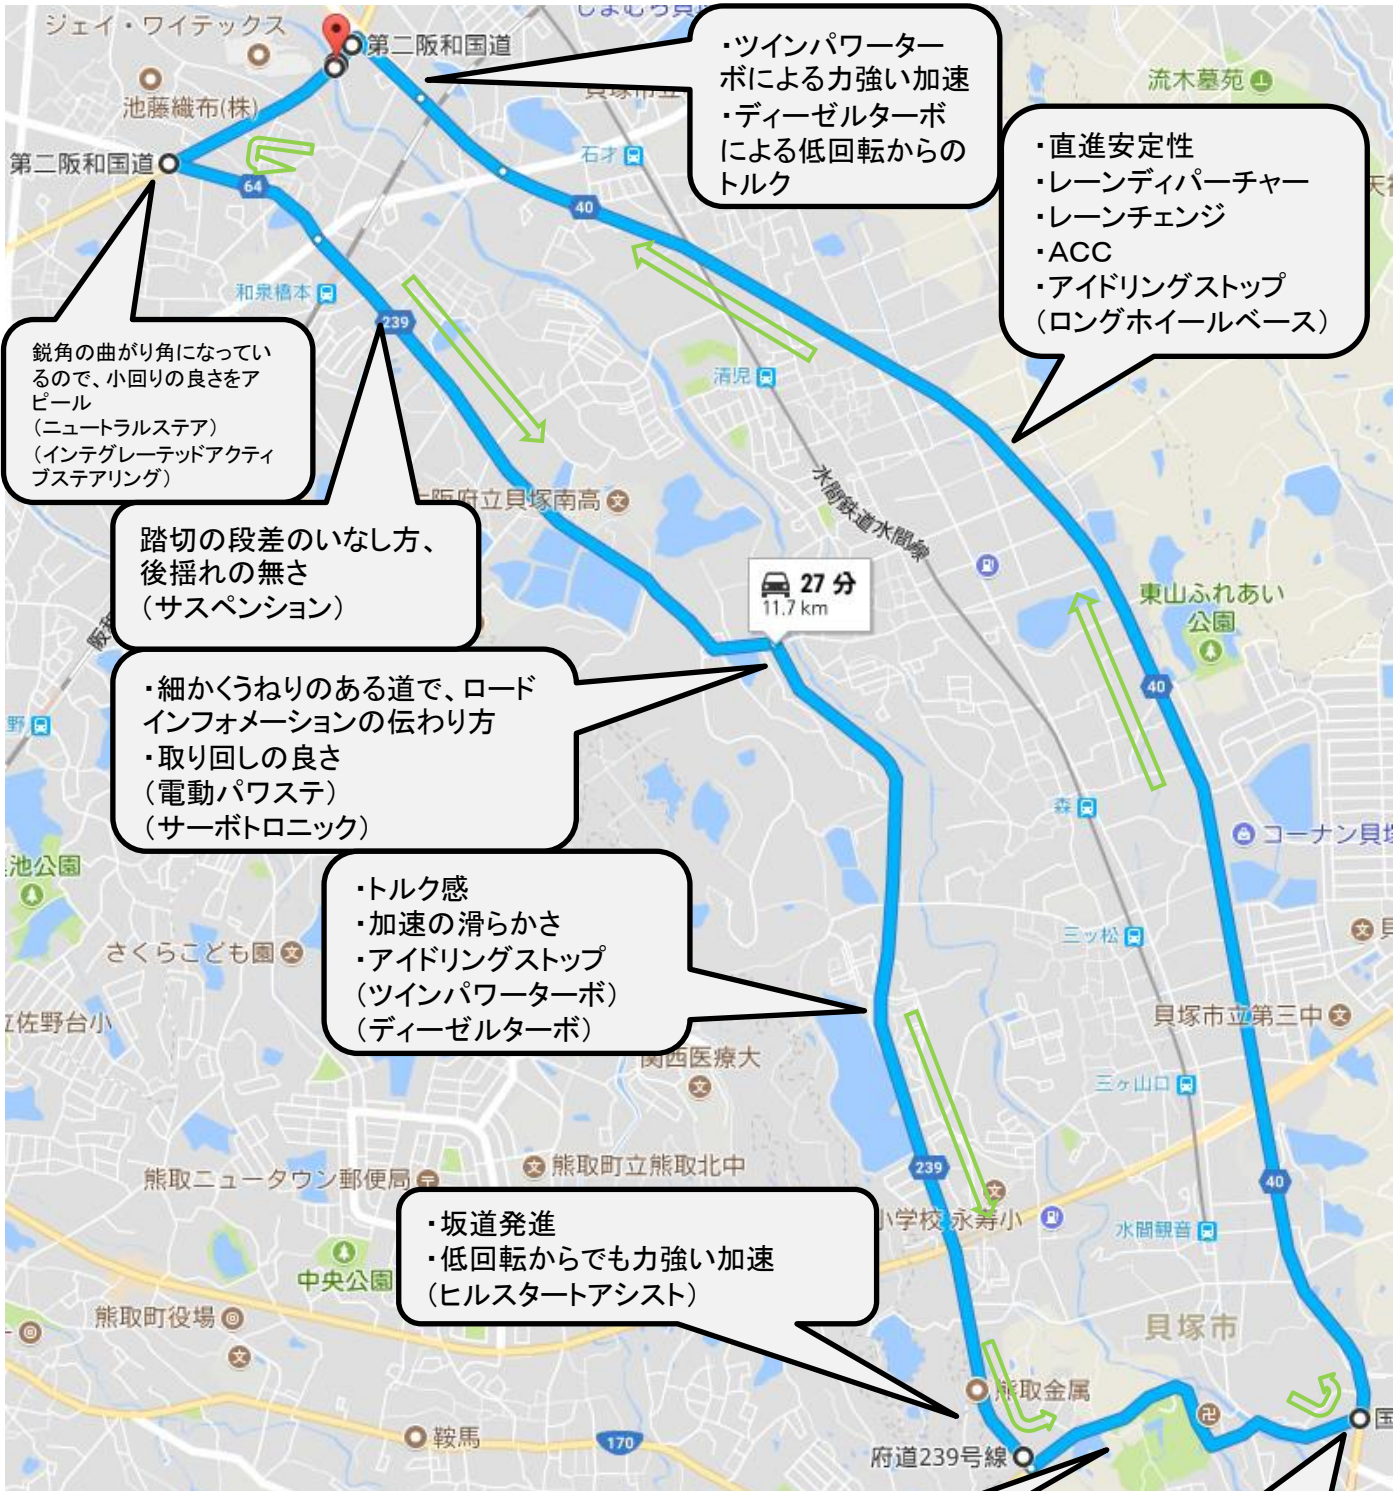 ジェイ・ワイテックス
第二阪和国道
池藤織布(株)
第二阪和国道
64
・ツインパワーター
ボによる力強い加速
・ディーゼルターボ
による低回転からの
トルク
流木墓苑
石才
40
・直進安定性
・レーンディパーチャー
・レーンチェンジ
・ACC
・アイドリングストップ
(ロングホイールベース)
和泉橋本
239
清児
鋭角の曲がり角になってい
るので、小回りの良さをア
ピール
(ニュートラルステア)
(インテグレーテッドアクティ
ブステアリング)
府立貝塚南高
水間鉄道水間線
踏切の段差のいなし方、
後揺れの無さ
(サスペンション)
27 分
11.7 km
東山ふれあい
公園
40
・細かくうねりのある道で、ロード
インフォメーションの伝わり方
・取り回しの良さ
(電動パワステ)
(サーボトロニック)
野
森
コーナン貝塚
池公園
・トルク感
・加速の滑らかさ
・アイドリングストップ
(ツインパワーターボ)
(ディーゼルターボ)
さくらこども園
三ッ松
貝
立佐野台小
貝塚市立第三中
関西医療大
三ヶ山口
熊取ニュータウン郵便局
熊取町立熊取北中
239
40
小学校 永寿小
水間観音
・坂道発進
・低回転からでも力強い加速
(ヒルスタートアシスト)
中央公園
熊取町役場
貝塚市
熊取金属
鞍馬
170
府道239号線
国